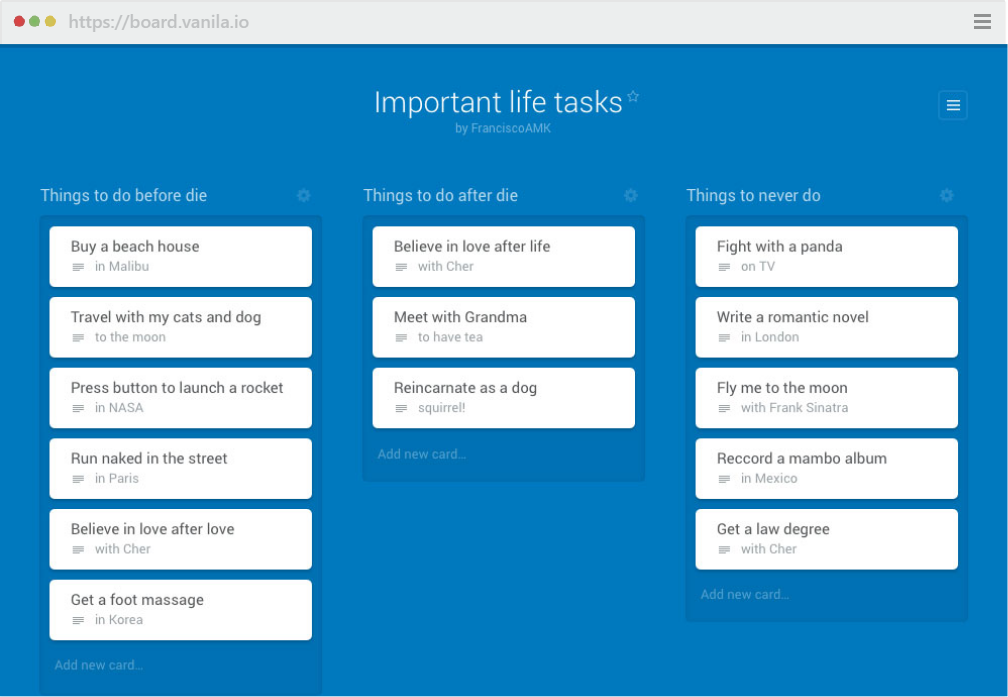 https://board.vanila.io
Important life tasks
by FranciscoAMK
Things to do before die
Buy a beach house
in Malibu
Travel with my cats and dog
to the moon
Press button to launch a rocket
in NASA
Run naked in the street
in Paris
Believe in love after love
with Cher
Get a foot massage
in Korea
Add new card...
Things to do after die
Believe in love after life
with Cher
Meet with Grandma
to have tea
Reincarnate as a dog
squirrel!
Add new card...
Things to never do
Fight with a panda
on TV
Write a romantic novel
in London
Fly me to the moon
with Frank Sinatra
Reccord a mambo album
in Mexico
Get a law degree
with Cher
Add new card...